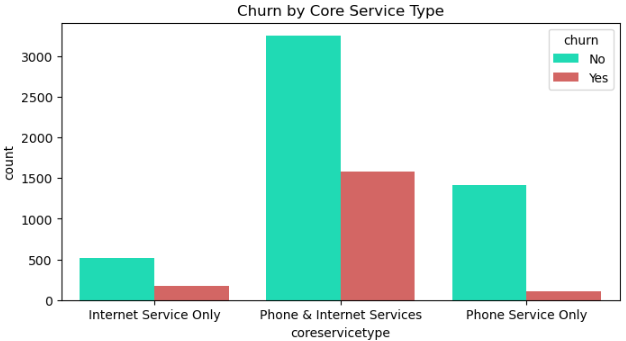 Churn by Core Service Type
churn
No
Yes
3000
2500
2000
1500
1000
500
0
count
Internet Service Only
Phone & Internet Services
Phone Service Only
coreservicetype